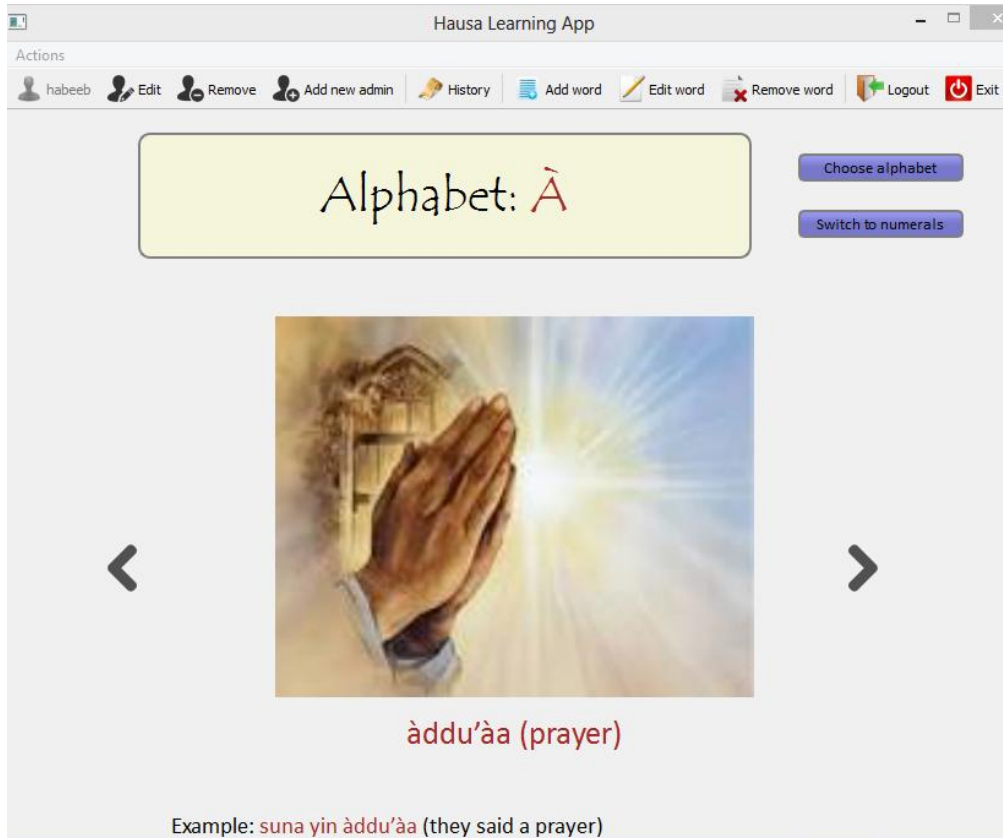 Hausa Learning App
Actions
habeeb Edit Remove Add new admin History Add word Edit word Remove word Logout Exit
Alphabet: À
Choose alphabet
Switch to numerals
àddu’àa (prayer)
Example: suna yin àddu’àa (they said a prayer)